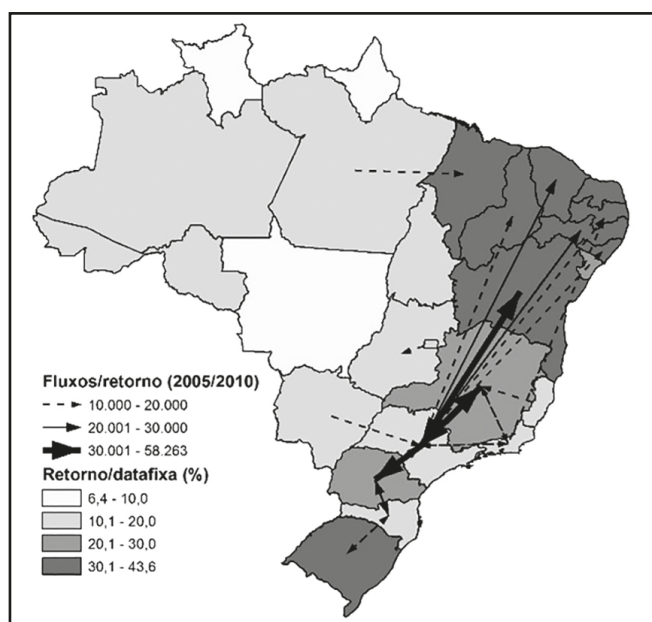 Fluxos/retorno (2005/2010)
10.000 - 20.000
20.001 - 30.000
30.001 - 58.263
Retorno/datafixa (%)
6,4 - 10,0
10,1 - 20,0
20,1 - 30,0
30,1 - 43,6